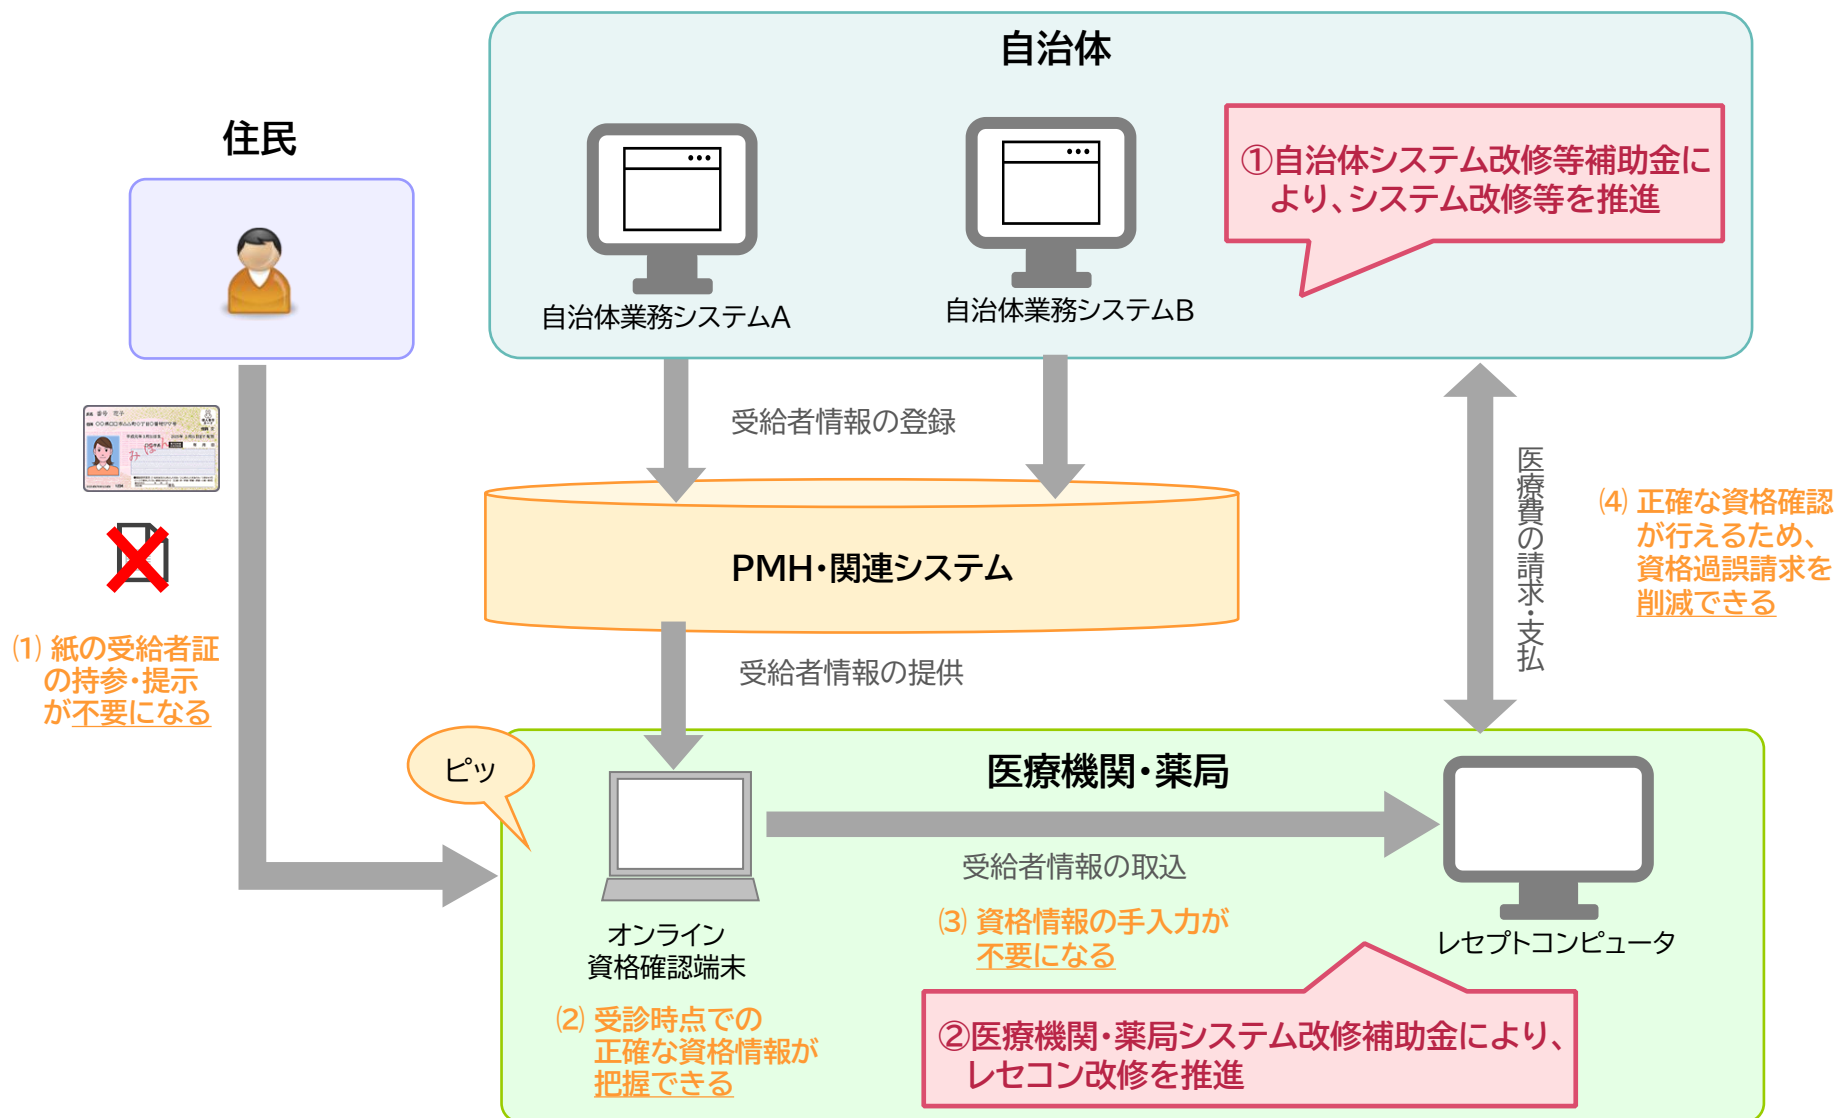 自治体
住民
①自治体システム改修等補助金に
より、システム改修等を推進
自治体業務システムA
自治体業務システムB
受給者情報の登録
番号 花子
みほん
PMH・関連システム
医療費の請求・支払
⑷ 正確な資格確認
が行えるため、
資格過誤請求を
削減できる
⑴ 紙の受給者証
の持参・提示
が不要になる
受給者情報の提供
ピッ
医療機関・薬局
受給者情報の取込
オンライン
資格確認端末
⑶ 資格情報の手入力が
不要になる
レセプトコンピュータ
⑵ 受診時点での
正確な資格情報が
把握できる
②医療機関・薬局システム改修補助金により、
レセコン改修を推進